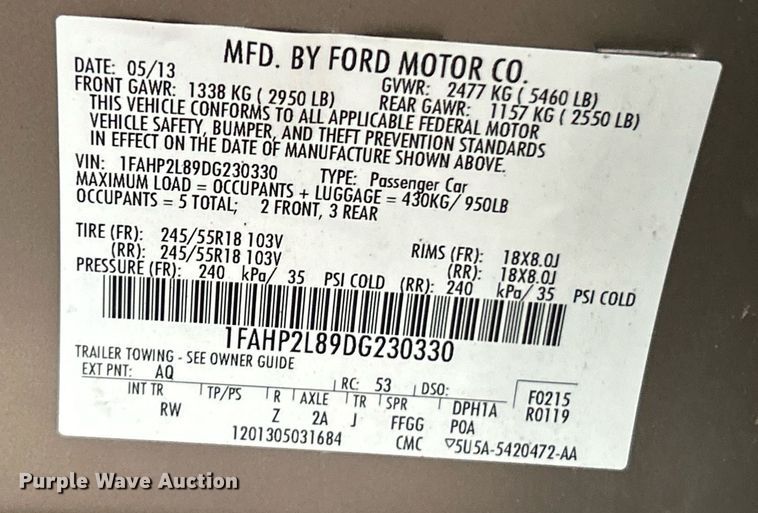 MFD. BY FORD MOTOR CO.
DATE: 05/13 GVWR: 2477 KG ( 5460 LB)
FRONT GAWR: 1338 KG ( 2950 LB) REAR GAWR: 1157 KG ( 2550 LB)
THIS VEHICLE CONFORMS TO ALL APPLICABLE FEDERAL MOTOR
VEHICLE SAFETY, BUMPER, AND THEFT PREVENTION STANDARDS
IN EFFECT ON THE DATE OF MANUFACTURE SHOWN ABOVE.
VIN: 1FAHP2L89DG230330 TYPE: Passenger Car
MAXIMUM LOAD = OCCUPANTS + LUGGAGE = 430KG/ 950LB
OCCUPANTS = 5 TOTAL; 2 FRONT, 3 REAR
TIRE (FR): 245/55R18 103V RIMS (FR): 18X8.0J
(RR): 245/55R18 103V (RR): 18X8.0J
PRESSURE (FR): 240 kPa/ 35 PSI COLD (RR): 240 kPa/ 35 PSI COLD
1FAHP2L89DG230330
TRAILER TOWING - SEE OWNER GUIDE
EXT PNT: AQ RC: 53 DSO: F0215
INT TR TP/PS R AXLE TR SPR DPH1A R0119
RW Z 2A J FFGG POA
1201305031684 CMC ▽5U5A-5420472-AA
Purple Wave Auction